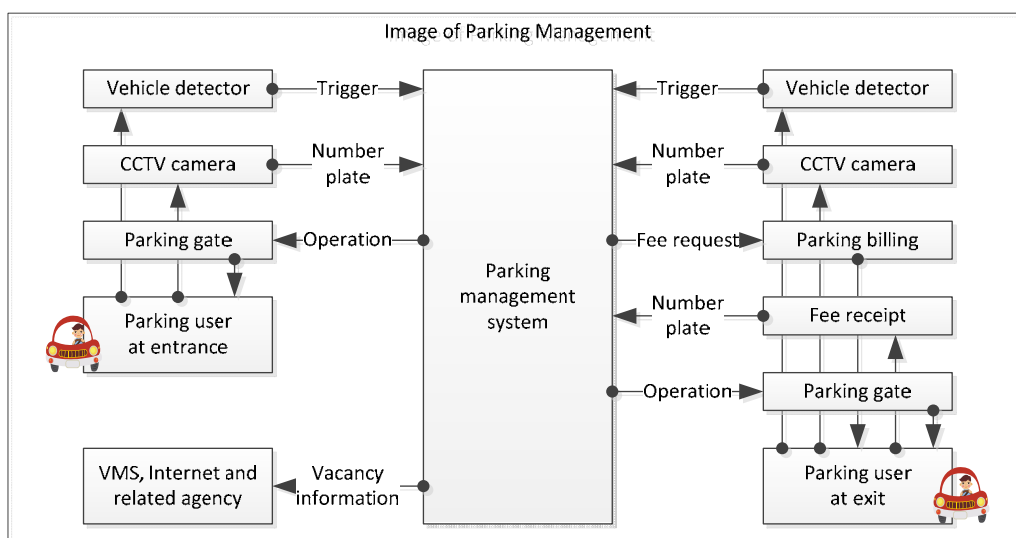 Image of Parking Management
Vehicle detector
Trigger
CCTV camera
Number
plate
Parking gate
Operation
Parking user
at entrance
VMS, Internet and
related agency
Vacancy
information
Parking
management
system
Trigger
Vehicle detector
Number
plate
CCTV camera
Fee request
Parking billing
Number
plate
Fee receipt
Operation
Parking gate
Parking user
at exit